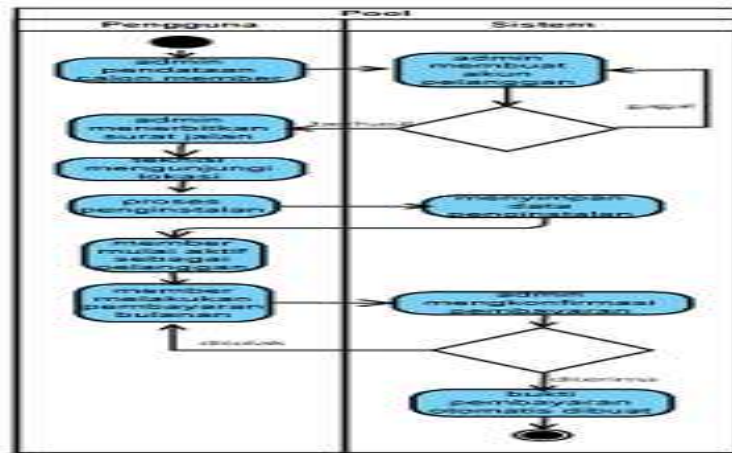 Pool
Pengguna
Sistem
admin
pendataan
calon member
admin
membuat
akun
pelanggan
gagal
berhasil
admin
menerbitkan
surat jalan
teknisi
mengunjungi
lokasi
proses
penginstalan
menyimpan
data
penginstalan
member
mulai aktif
sebagai
pelanggan
member
melakukan
pembayaran
bulanan
admin
mengkonfirmasi
pembayaran
ditolak
diterima
bukti
pembayaran
otomatis dibuat